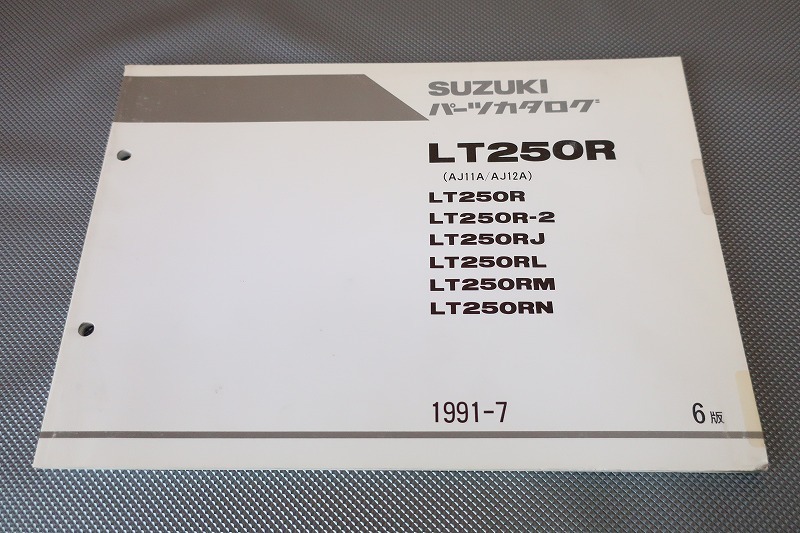 SUZUKI
パーツカタログ
LT250R
(AJ11A/AJ12A)
LT250R
LT250R-2
LT250RJ
LT250RL
LT250RM
LT250RN
1991-7
6版